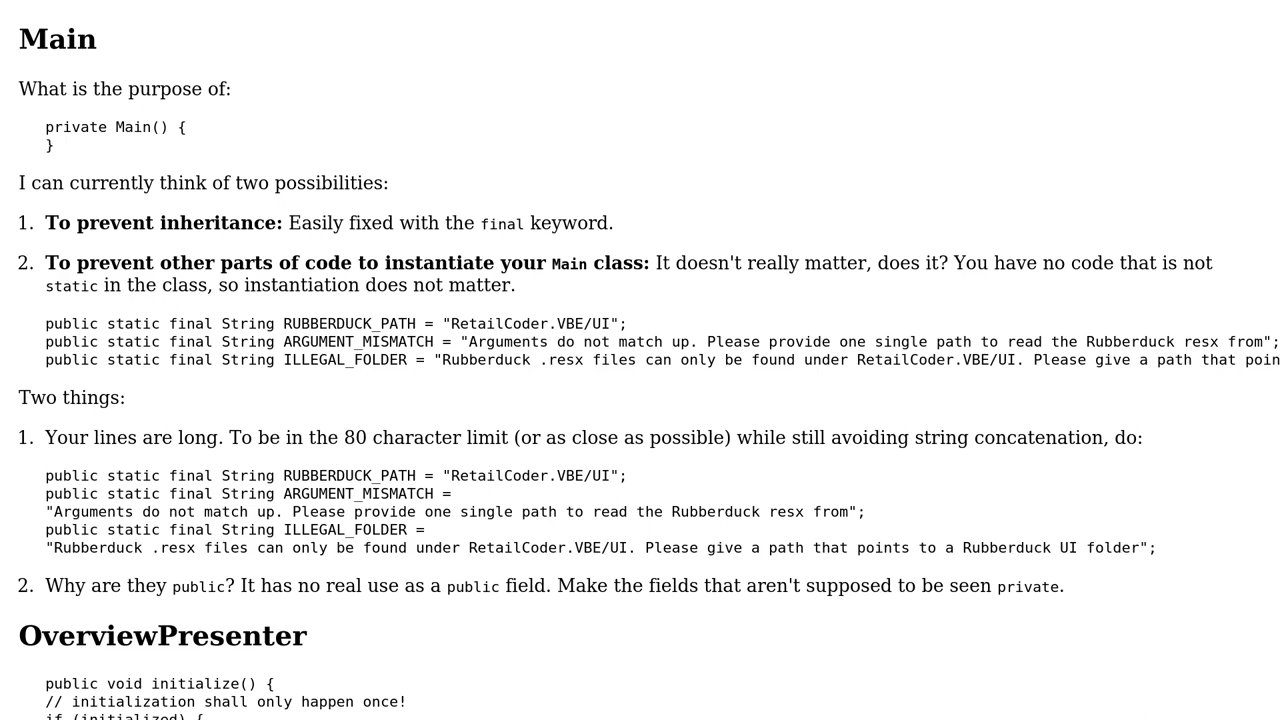 Main
What is the purpose of:
private Main() {
}
I can currently think of two possibilities:
1. To prevent inheritance: Easily fixed with the final keyword.
2. To prevent other parts of code to instantiate your Main class: It doesn't really matter, does it? You have no code that is not
static in the class, so instantiation does not matter.
public static final String RUBBERDUCK_PATH = "RetailCoder.VBE/UI";
public static final String ARGUMENT_MISMATCH = "Arguments do not match up. Please provide one single path to read the Rubberduck resx from";
public static final String ILLEGAL_FOLDER = "Rubberduck .resx files can only be found under RetailCoder.VBE/UI. Please give a path that poin
Two things:
1. Your lines are long. To be in the 80 character limit (or as close as possible) while still avoiding string concatenation, do:
public static final String RUBBERDUCK_PATH = "RetailCoder.VBE/UI";
public static final String ARGUMENT_MISMATCH =
"Arguments do not match up. Please provide one single path to read the Rubberduck resx from";
public static final String ILLEGAL_FOLDER =
"Rubberduck .resx files can only be found under RetailCoder.VBE/UI. Please give a path that points to a Rubberduck UI folder";
2. Why are they public? It has no real use as a public field. Make the fields that aren't supposed to be seen private.
OverviewPresenter
public void initialize() {
// initialization shall only happen once!
if (initialized) {